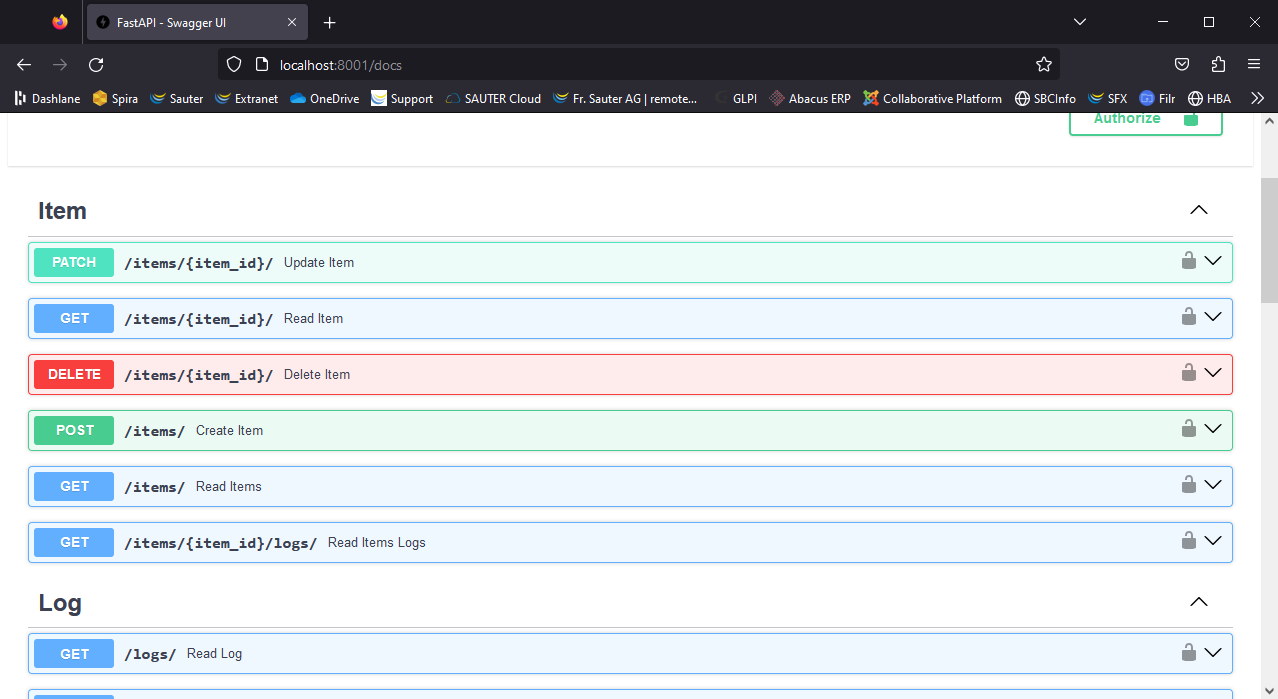 FastAPI - Swagger UI
localhost:8001/docs
Dashlane Spira Sauter Extranet OneDrive Support SAUTER Cloud Fr. Sauter AG | remote... GLPI Abacus ERP Collaborative Platform SBCInfo SFX Filr HBA
Authorize
Item
PATCH /items/{item_id}/ Update Item
GET /items/{item_id}/ Read Item
DELETE /items/{item_id}/ Delete Item
POST /items/ Create Item
GET /items/ Read Items
GET /items/{item_id}/logs/ Read Items Logs
Log
GET /logs/ Read Log